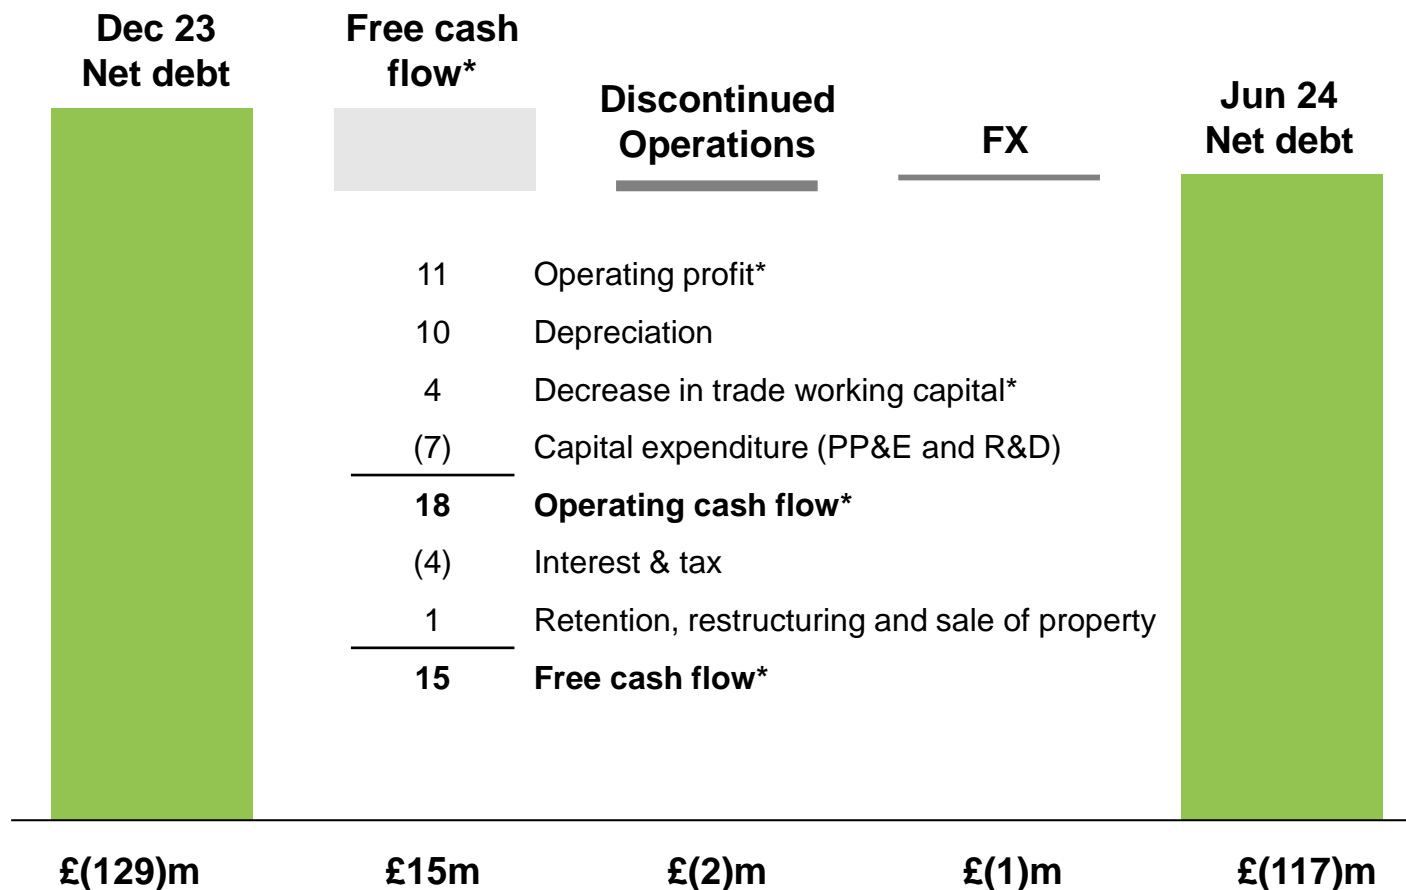 Dec 23
Net debt
Free cash
flow*
Discontinued
Operations
FX
Jun 24
Net debt
11 Operating profit*
10 Depreciation
4 Decrease in trade working capital*
(7) Capital expenditure (PP&E and R&D)
18 Operating cash flow*
(4) Interest & tax
1 Retention, restructuring and sale of property
15 Free cash flow*
£(129)m £15m £(2)m £(1)m £(117)m